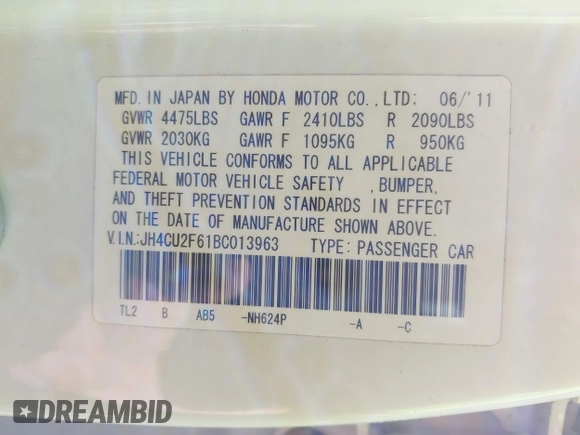 MFD. IN JAPAN BY HONDA MOTOR CO., LTD: 06/'11
GVWR 4475LBS GAWR F 2410LBS R 2090LBS
GVWR 2030KG GAWR F 1095KG R 950KG
THIS VEHICLE CONFORMS TO ALL APPLICABLE
FEDERAL MOTOR VEHICLE SAFETY , BUMPER,
AND THEFT PREVENTION STANDARDS IN EFFECT
ON THE DATE OF MANUFACTURE SHOWN ABOVE.
V.I.N.:JH4CU2F61BC013963 TYPE: PASSENGER CAR
TL2 B AB5 -NH624P -A -C
DREAMBID